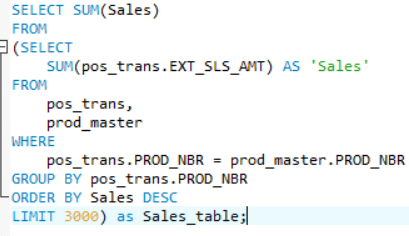 SELECT SUM(Sales)
FROM
(SELECT
SUM(pos_trans.EXT_SLS_AMT) AS 'Sales'
FROM
pos_trans,
prod_master
WHERE
pos_trans.PROD_NBR = prod_master.PROD_NBR
GROUP BY pos_trans.PROD_NBR
ORDER BY Sales DESC
LIMIT 3000) as Sales_table;